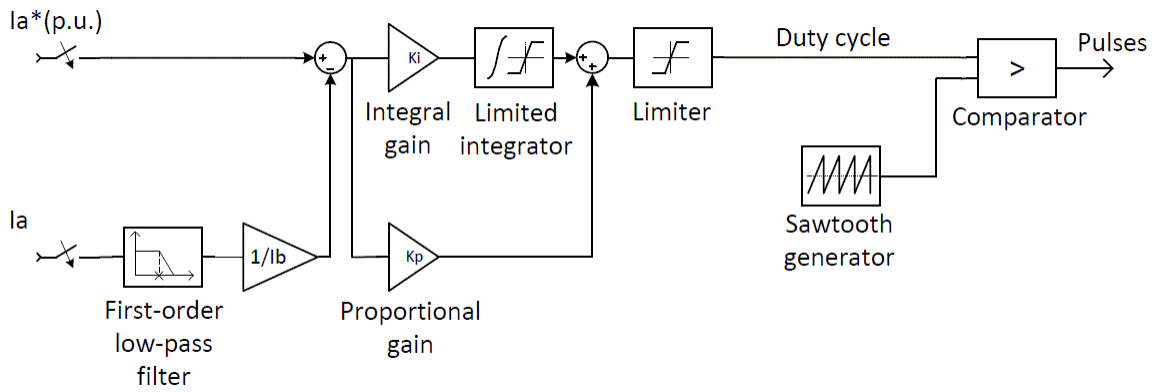 Ia*(p.u.)
Ki
Integral
gain
Limited
integrator
Limiter
Duty cycle
>
Comparator
Pulses
Sawtooth
generator
Ia
First-order
low-pass
filter
1/Ib
Kp
Proportional
gain